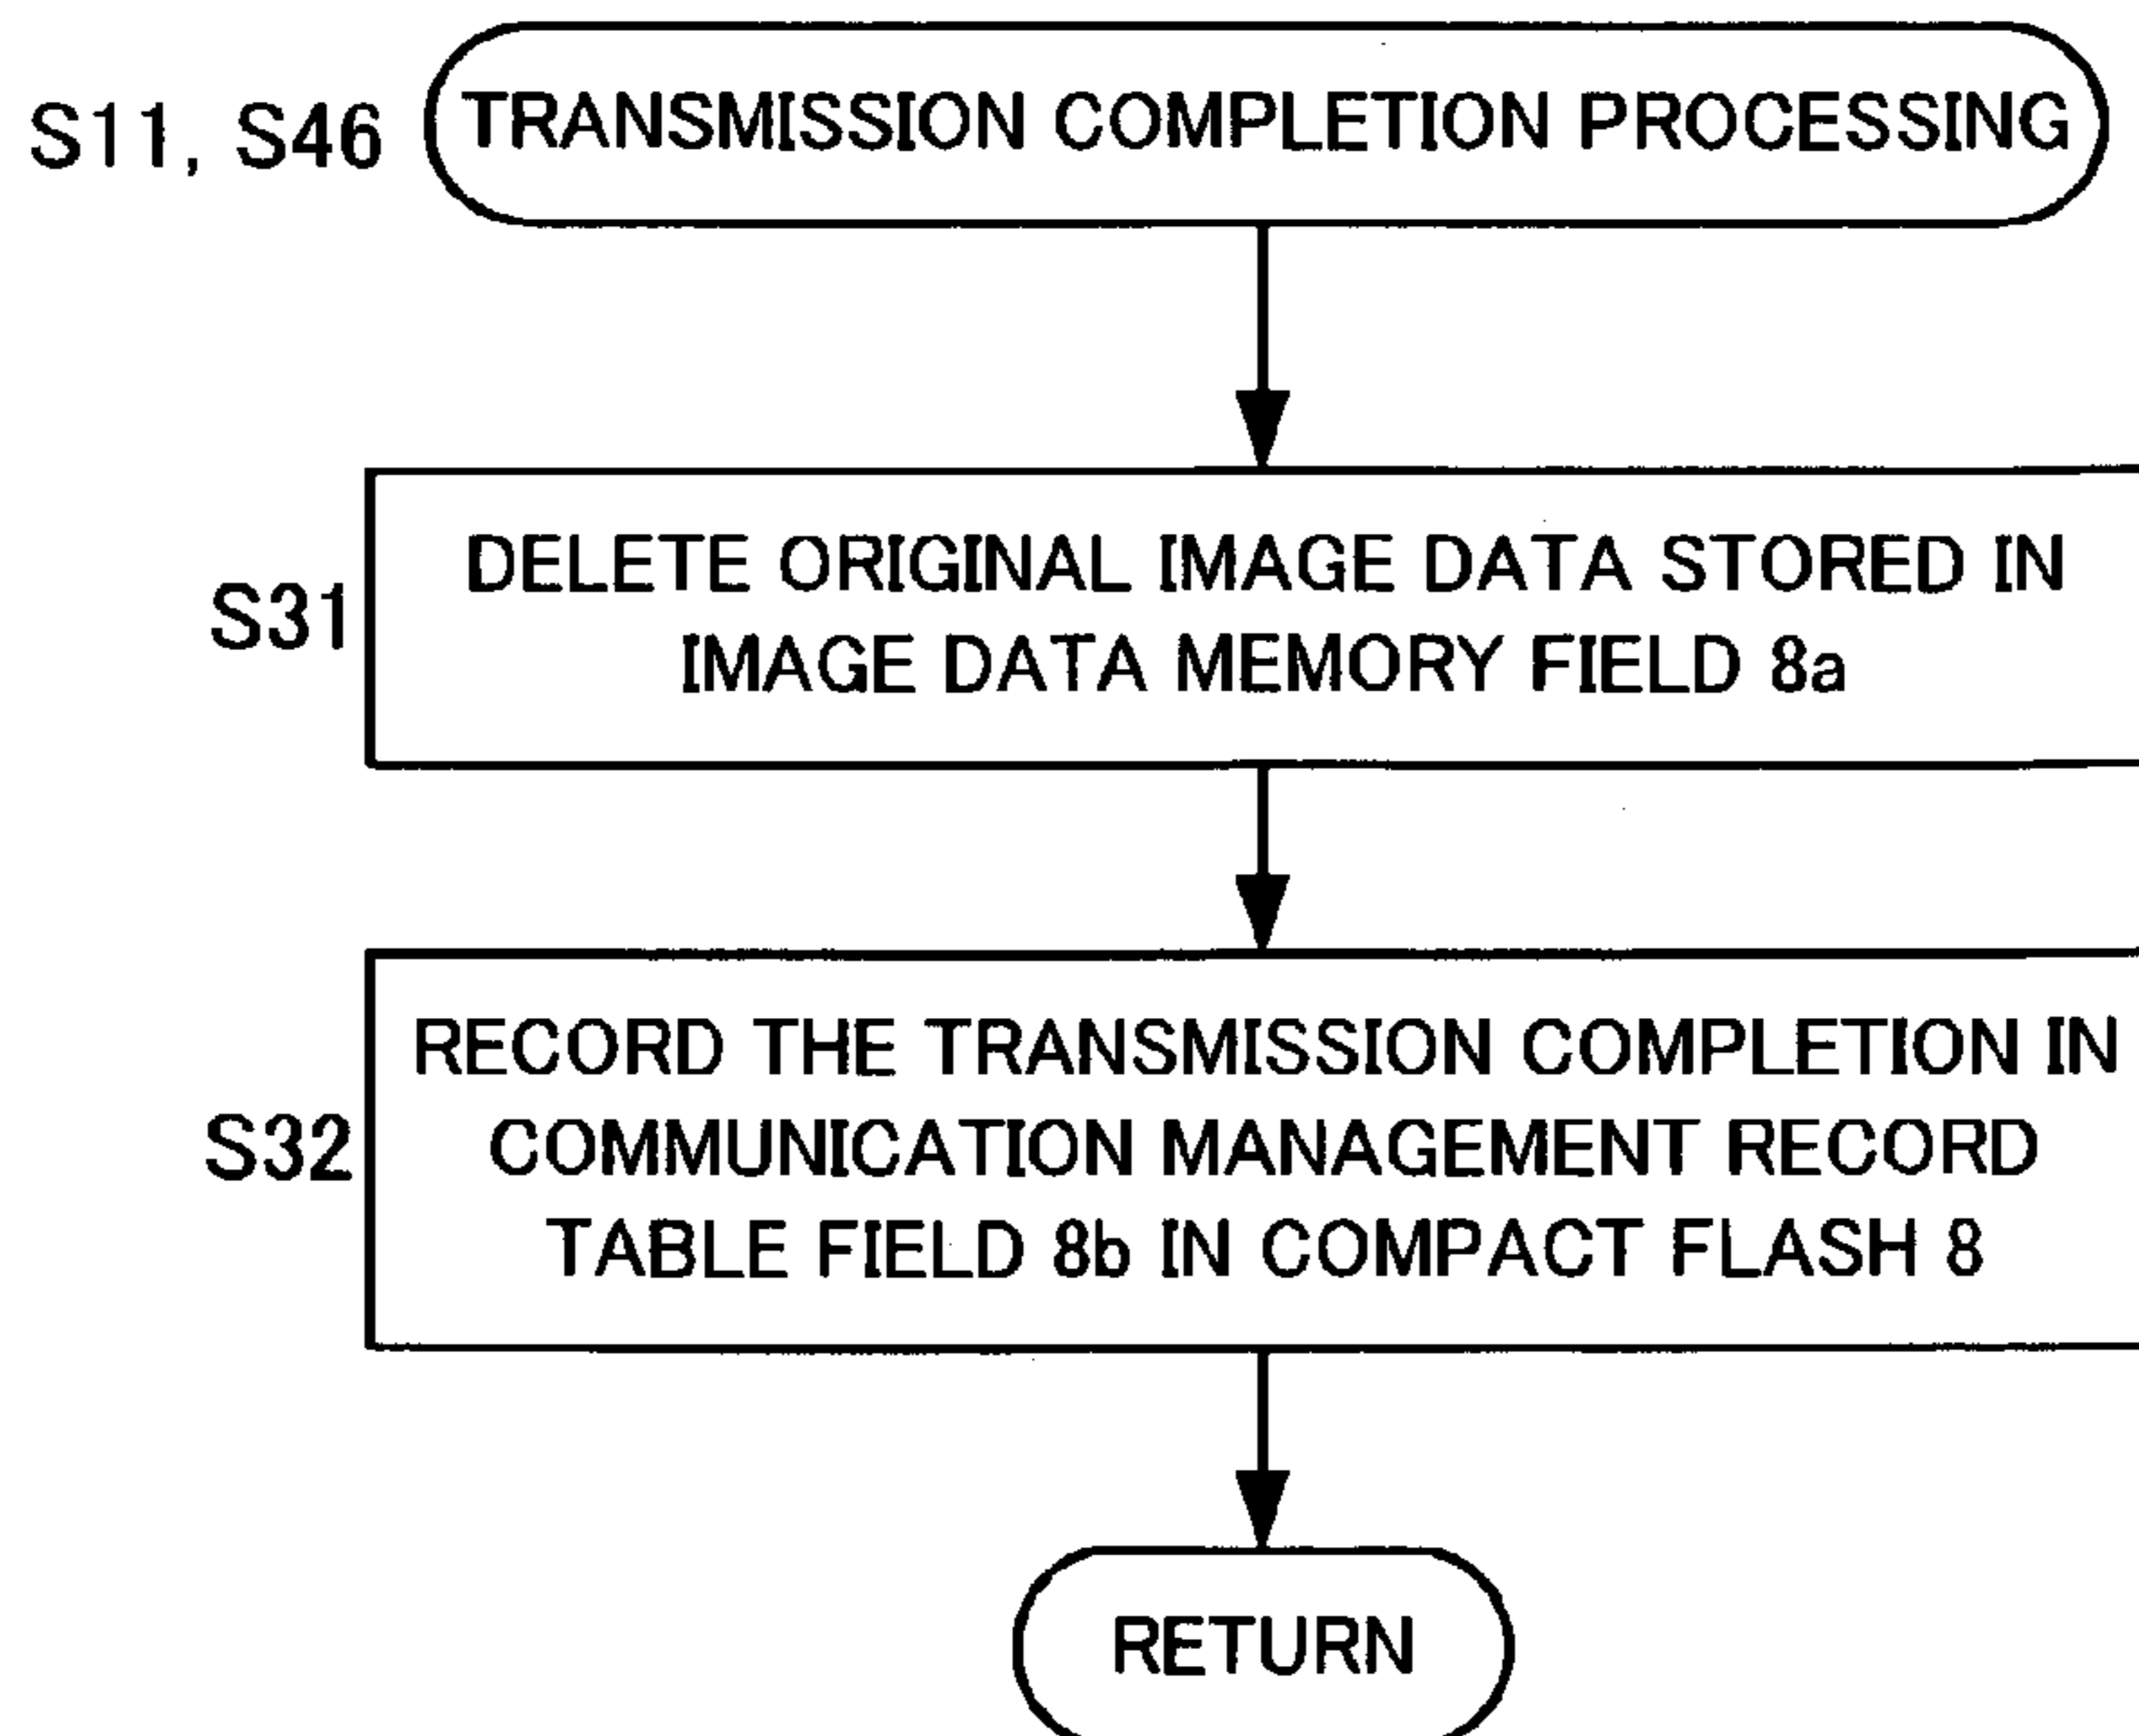 S11, S46
TRANSMISSION COMPLETION PROCESSING
S31
DELETE ORIGINAL IMAGE DATA STORED IN
IMAGE DATA MEMORY FIELD 8a
S32
RECORD THE TRANSMISSION COMPLETION IN
COMMUNICATION MANAGEMENT RECORD
TABLE FIELD 8b IN COMPACT FLASH 8
RETURN